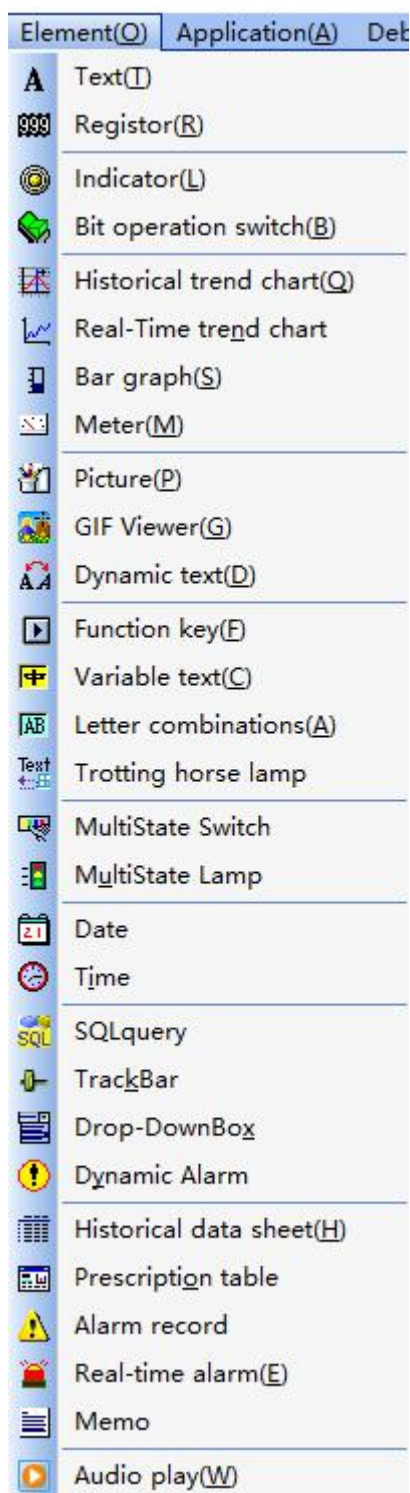 Element(O) Application(A) Deb
Text(T)
Registor(R)
Indicator(L)
Bit operation switch(B)
Historical trend chart(Q)
Real-Time trend chart
Bar graph(S)
Meter(M)
Picture(P)
GIF Viewer(G)
Dynamic text(D)
Function key(F)
Variable text(C)
Letter combinations(A)
Trotting horse lamp
MultiState Switch
MultiState Lamp
Date
Time
SQLquery
TrackBar
Drop-DownBox
Dynamic Alarm
Historical data sheet(H)
Prescription table
Alarm record
Real-time alarm(E)
Memo
Audio play(W)